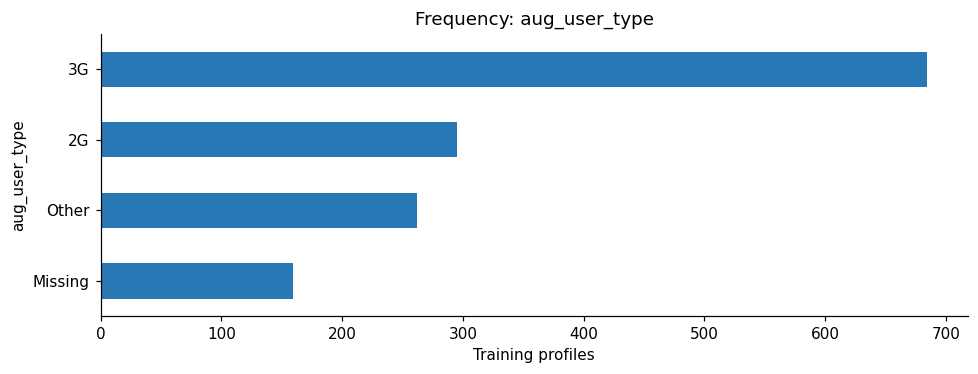 Frequency: aug_user_type
3G
2G
Other
Missing
aug_user_type
0 100 200 300 400 500 600 700
Training profiles